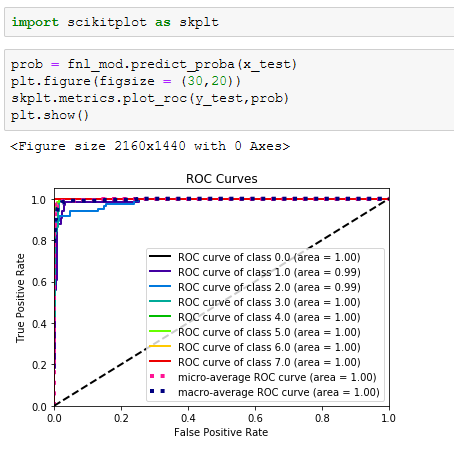 import scikitplot as skplt
prob = fnl_mod.predict_proba(x_test)
plt.figure(figsize = (30,20))
skplt.metrics.plot_roc(y_test,prob)
plt.show()
<Figure size 2160x1440 with 0 Axes>
ROC Curves
1.0
0.8
0.6
0.4
0.2
0.0
True Positive Rate
ROC curve of class 0.0 (area = 1.00)
ROC curve of class 1.0 (area = 0.99)
ROC curve of class 2.0 (area = 0.99)
ROC curve of class 3.0 (area = 1.00)
ROC curve of class 4.0 (area = 1.00)
ROC curve of class 5.0 (area = 1.00)
ROC curve of class 6.0 (area = 1.00)
ROC curve of class 7.0 (area = 1.00)
micro-average ROC curve (area = 1.00)
macro-average ROC curve (area = 1.00)
0.0 0.2 0.4 0.6 0.8 1.0
False Positive Rate